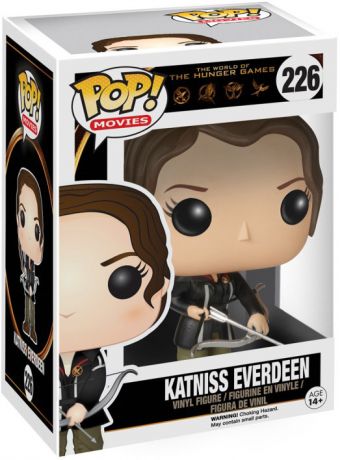 POP!
MOVIES
THE WORLD OF
THE HUNGER GAMES
226
POP!
MOVIES
KATNISS EVERDEEN
226
KATNISS EVERDEEN
VINYL FIGURE / FIGURINE EN VINYLE /
FIGURA DE VINIL
WARNING: Choking Hazard.
May contain small parts.
AGE
14+